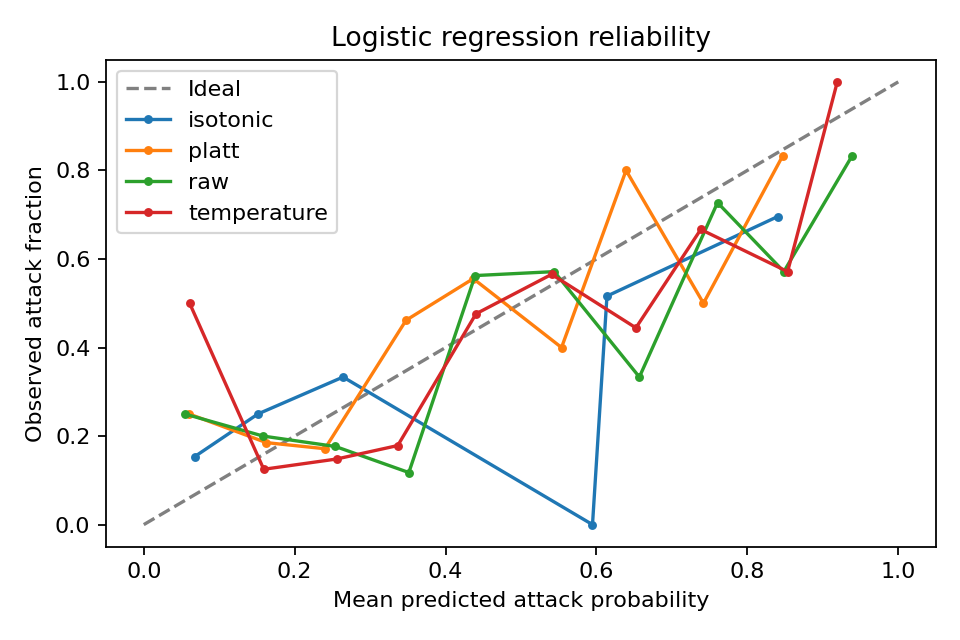 Logistic regression reliability
Ideal
isotonic
platt
raw
temperature
Observed attack fraction
1.0
0.8
0.6
0.4
0.2
0.0
0.0 0.2 0.4 0.6 0.8 1.0
Mean predicted attack probability